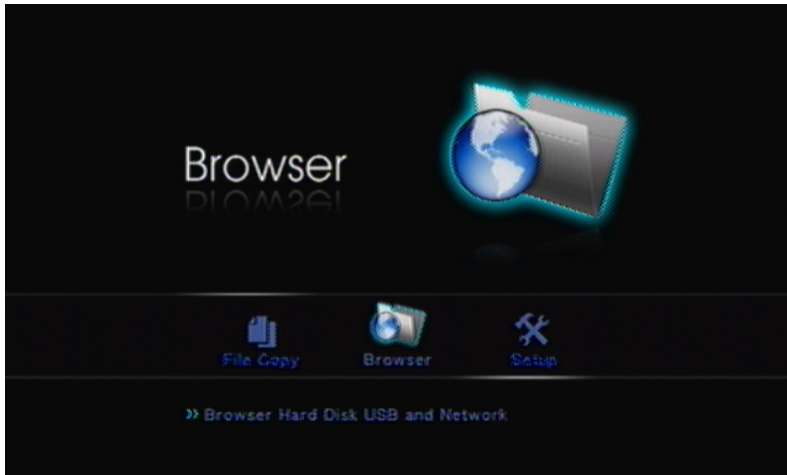 Browser
File Copy
Browser
Setup
» Browser Hard Disk USB and Network